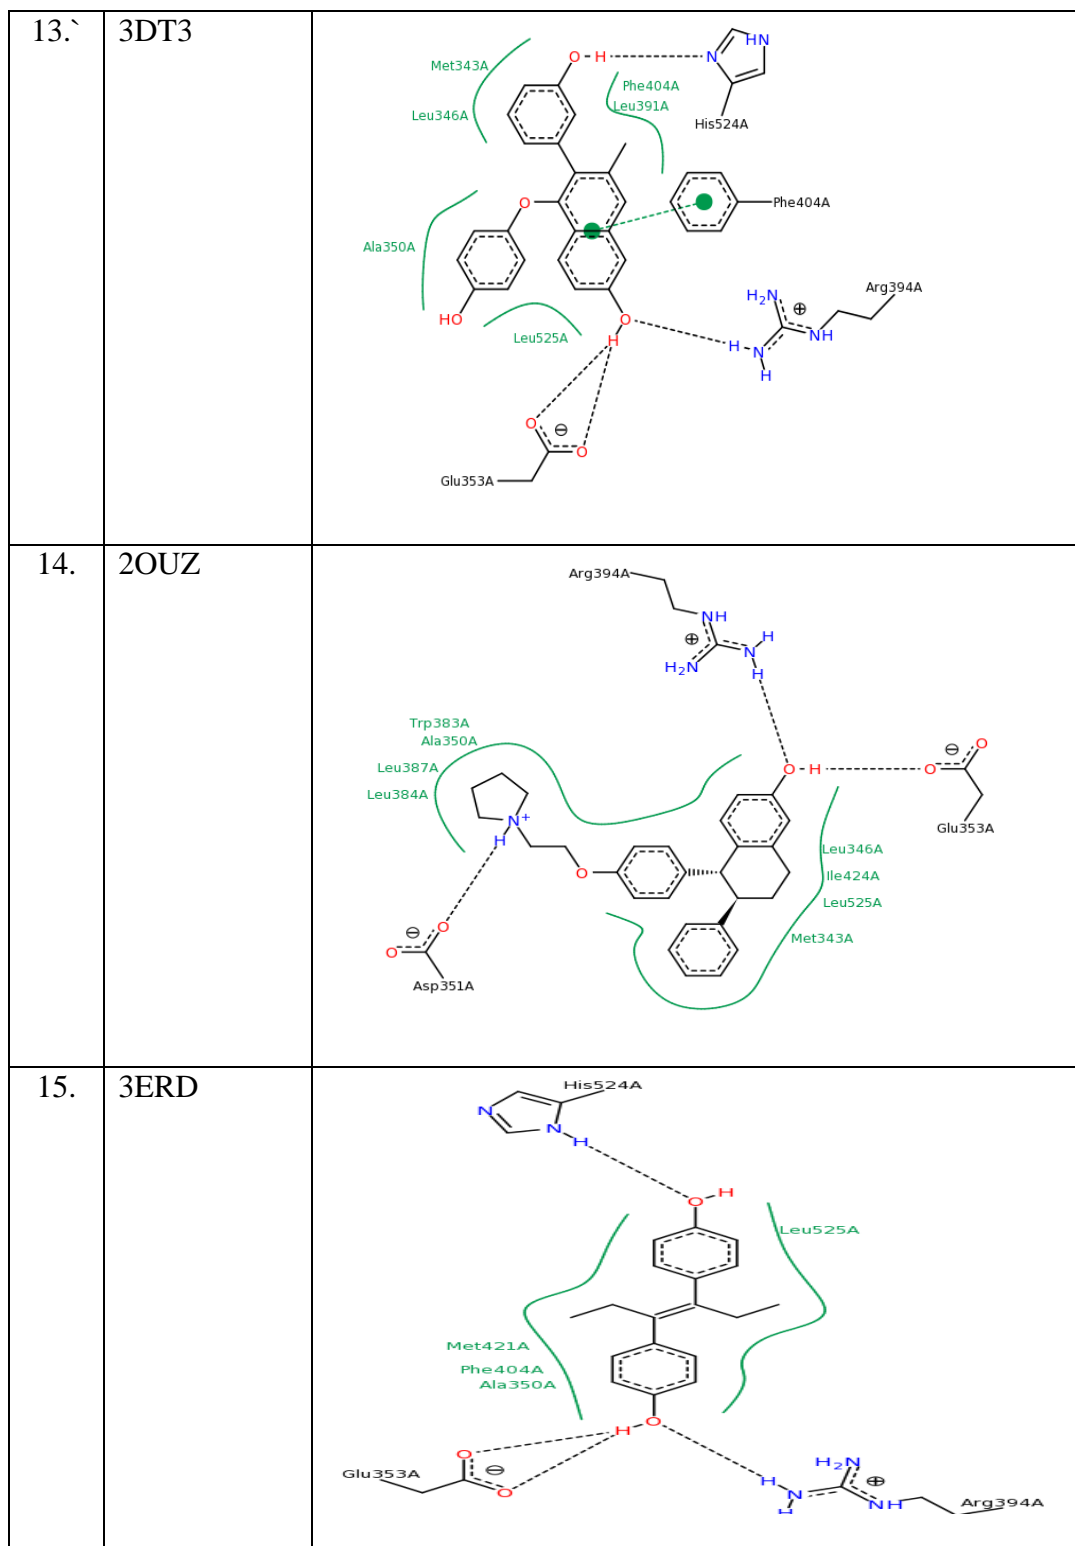 13.` 3DT3
O H N HN
Met343A
Phe404A
Leu391A
Leu346A
His524A
O
Phe404A
Ala350A
Arg394A
H₂N ⊕
HO O
NH
Leu525A
H
H N
H
O ⊖
O
Glu353A
14. 2OUZ
Arg394A
NH
⊕ H
H₂N N
H
Trp383A
Ala350A
Leu387A
Leu384A
O H O ⊖ O
N⁺
Glu353A
H
Leu346A
O
Ile424A
Leu525A
⊖ O
Met343A
O
Asp351A
15. 3ERD
His524A
N
N H
O H
Leu525A
Met421A
Phe404A
Ala350A
H O
O ⊖
O
Glu353A
H₂N ⊕
H
N NH
H
Arg394A